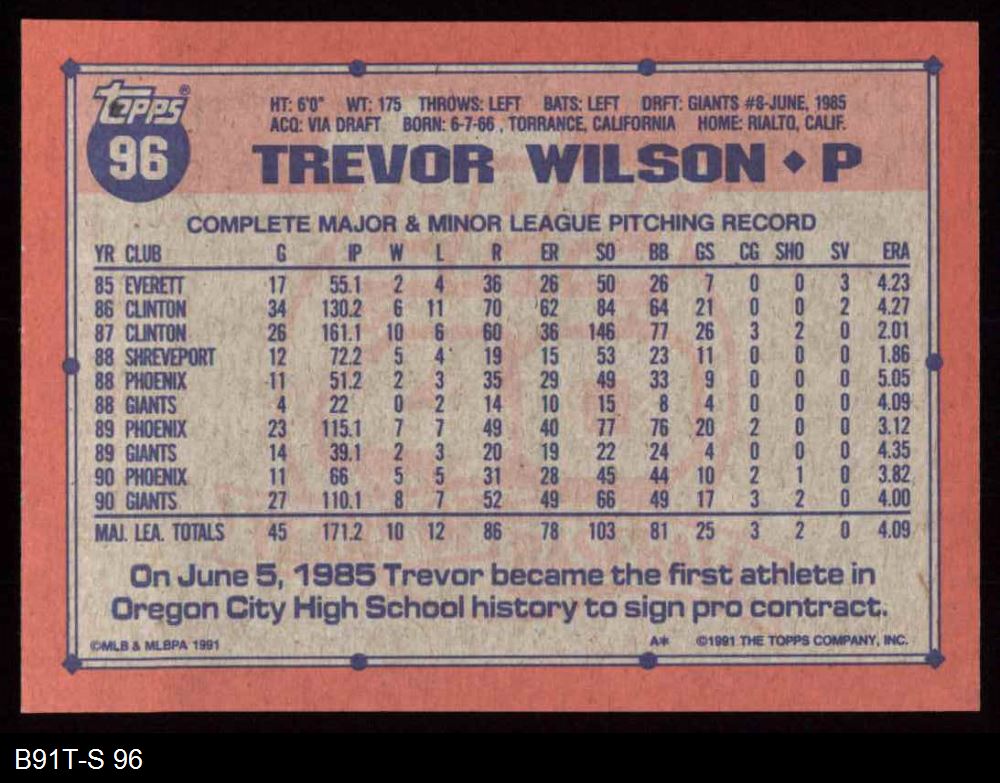 Topps®
96
HT: 6'0" WT: 175 THROWS: LEFT BATS: LEFT DRFT: GIANTS #8-JUNE, 1985
ACQ: VIA DRAFT BORN: 6-7-66 , TORRANCE, CALIFORNIA HOME: RIALTO, CALIF.
TREVOR WILSON ◆ P
COMPLETE MAJOR & MINOR LEAGUE PITCHING RECORD
YR CLUB G IP W L R ER SO BB GS CG SHO SV ERA
85 EVERETT 17 55.1 2 4 36 26 50 26 7 0 0 3 4.23
86 CLINTON 34 130.2 6 11 70 62 84 64 21 0 0 2 4.27
87 CLINTON 26 161.1 10 6 60 36 146 77 26 3 2 0 2.01
88 SHREVEPORT 12 72.2 5 4 19 15 53 23 11 0 0 0 1.86
88 PHOENIX 11 51.2 2 3 35 29 49 33 9 0 0 0 5.05
88 GIANTS 4 22 0 2 14 10 15 8 4 0 0 0 4.09
89 PHOENIX 23 115.1 7 7 49 40 77 76 20 2 0 0 3.12
89 GIANTS 14 39.1 2 3 20 19 22 24 4 0 0 0 4.35
90 PHOENIX 11 66 5 5 31 28 45 44 10 2 1 0 3.82
90 GIANTS 27 110.1 8 7 52 49 66 49 17 3 2 0 4.00
MAJ. LEA. TOTALS 45 171.2 10 12 86 78 103 81 25 3 2 0 4.09
On June 5, 1985 Trevor became the first athlete in
Oregon City High School history to sign pro contract.
©MLB & MLBPA 1991 A* ©1991 THE TOPPS COMPANY, INC.
B91T-S 96